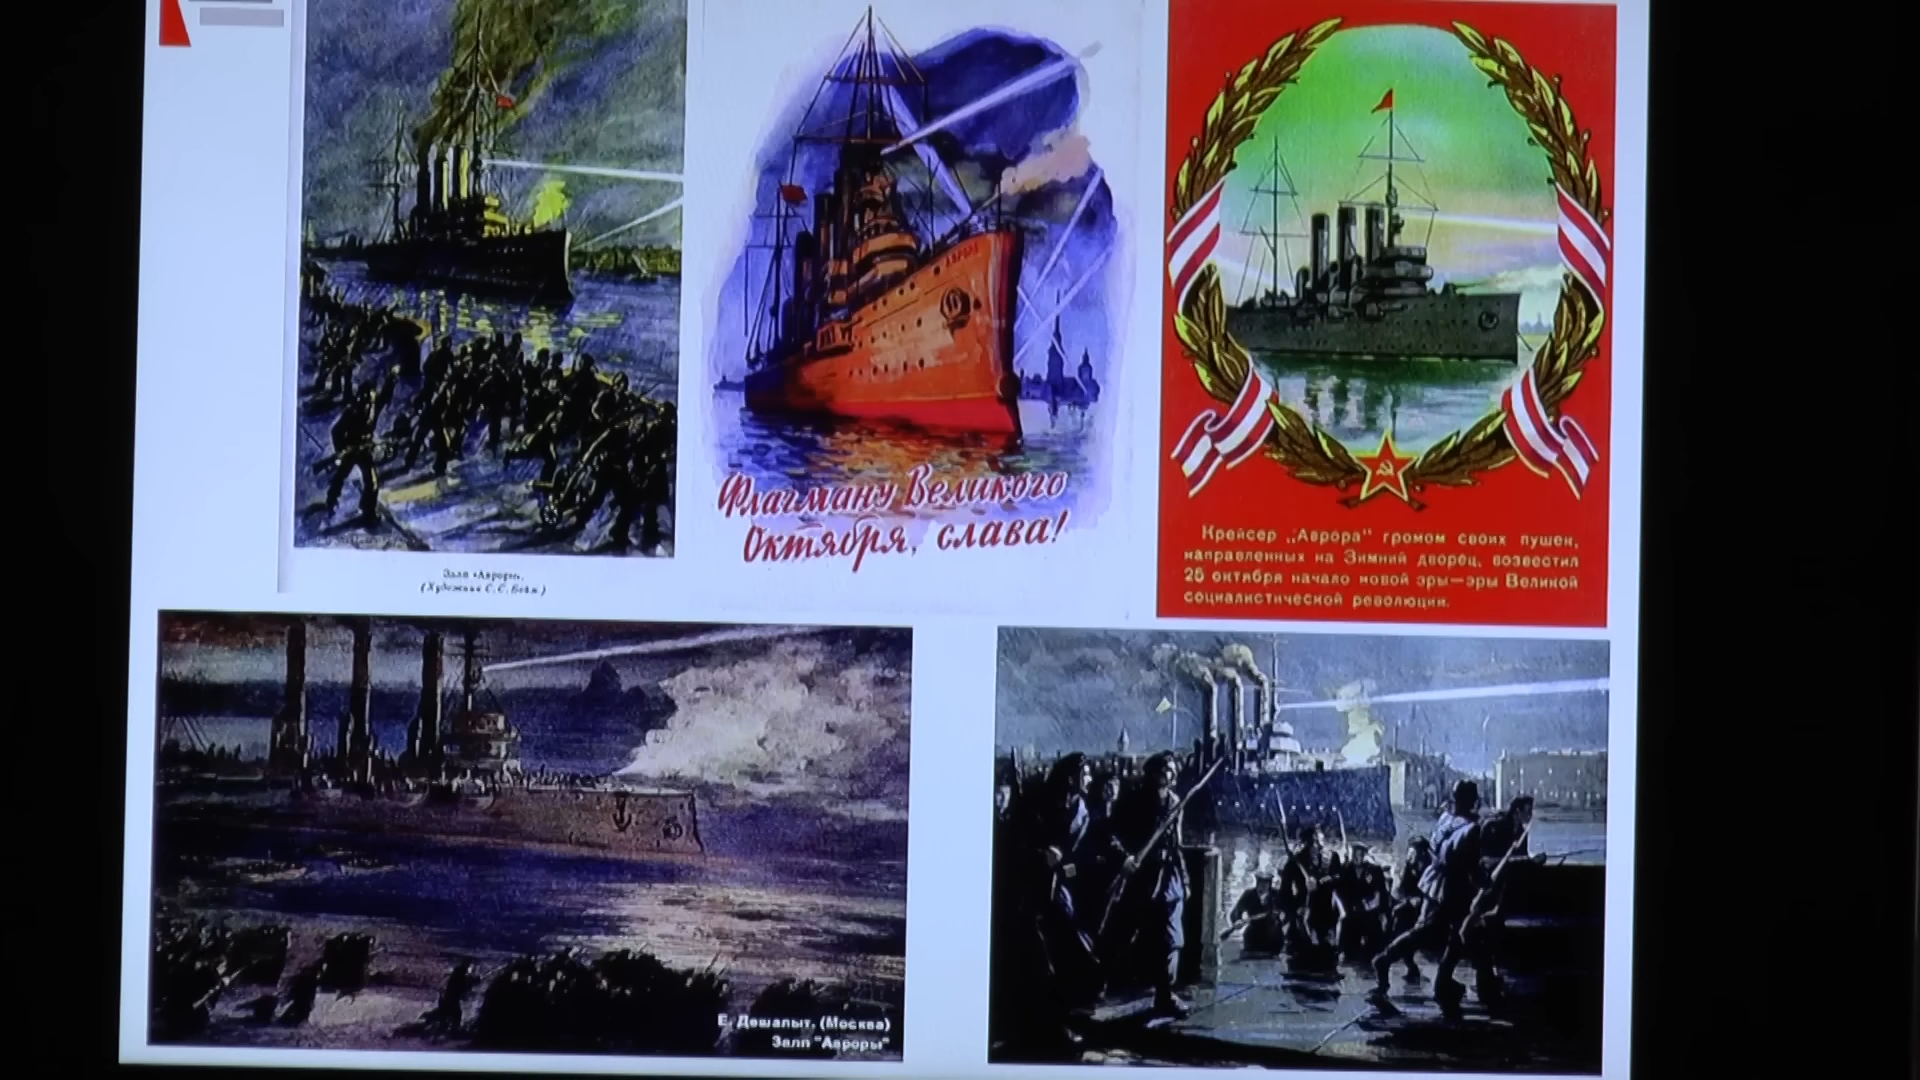 Залп «Авроры».
(Художник С. С. Бойм.)
АВРОРА
Флагману Великого
Октября, слава!
Крейсер „Аврора" громом своих пушек,
направленных на Зимний дворец, возвестил
25 октября начало новой эры—эры Великой
социалистической революции.
Е. Дешалыт. (Москва)
Залп "Авроры"